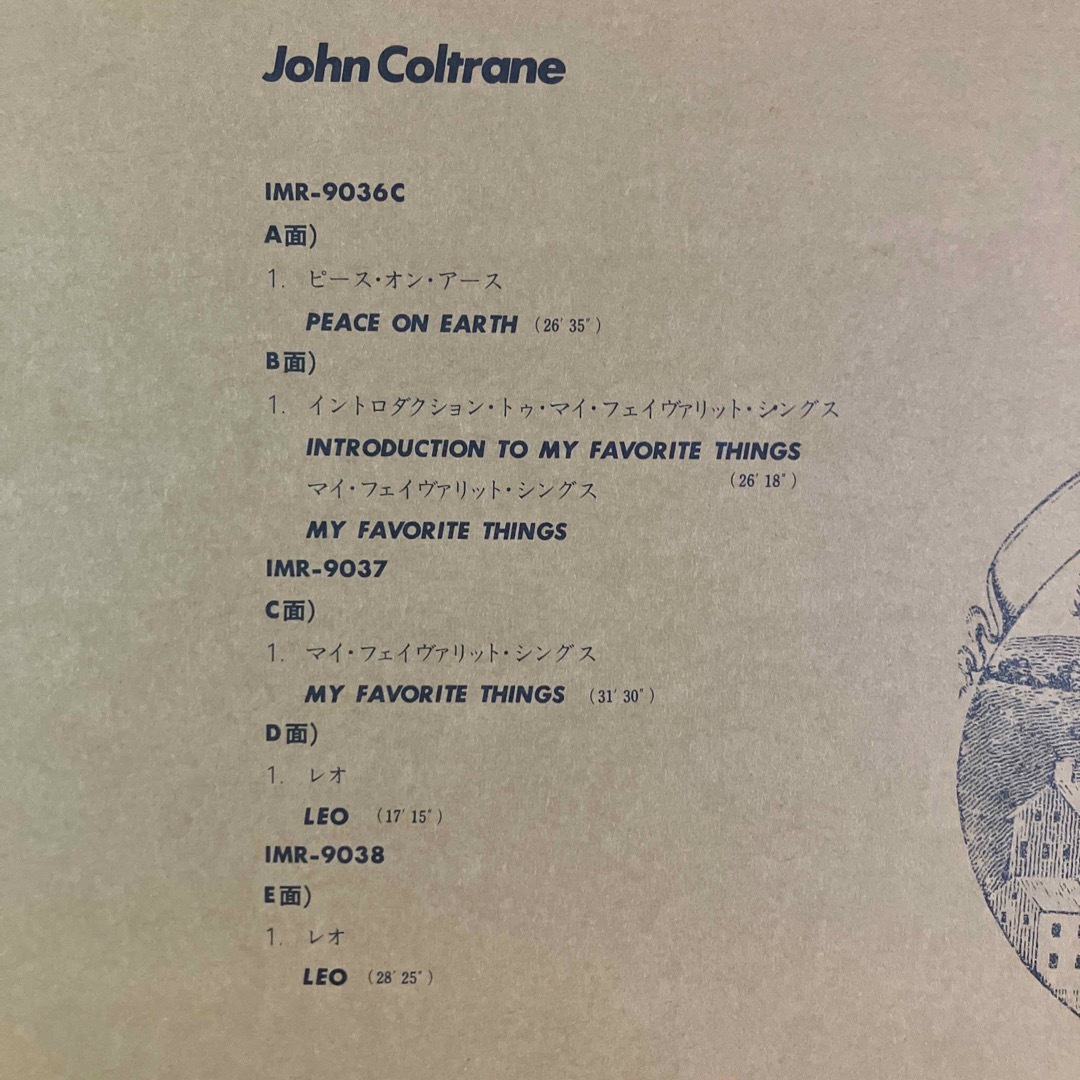 John Coltrane
IMR-9036C
A面)
1. ピース・オン・アース
PEACE ON EARTH (26′35″)
B面)
1. イントロダクション・トゥ・マイ・フェイヴァリット・シングス
INTRODUCTION TO MY FAVORITE THINGS
(26′18″)
マイ・フェイヴァリット・シングス
MY FAVORITE THINGS
IMR-9037
C面)
1. マイ・フェイヴァリット・シングス
MY FAVORITE THINGS (31′30″)
D面)
1. レオ
LEO (17′15″)
IMR-9038
E面)
1. レオ
LEO (28′25″)